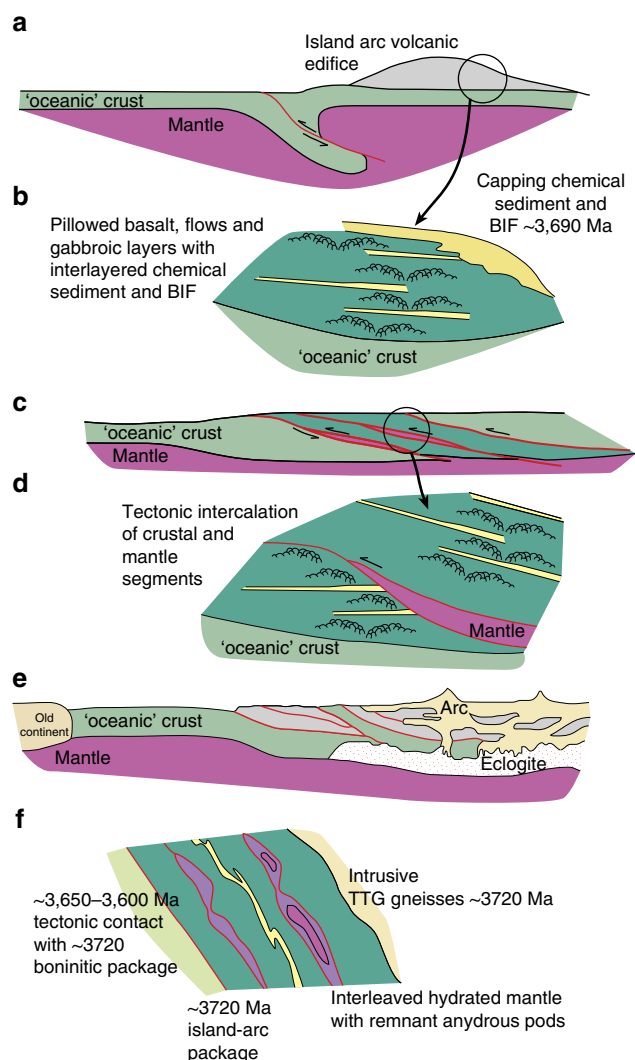 a
Island arc volcanic
edifice
'oceanic' crust
Mantle
b
Pillowed basalt, flows and
gabbroic layers with
interlayered chemical
sediment and BIF
Capping chemical
sediment and
BIF ~3,690 Ma
'oceanic' crust
c
'oceanic' crust
Mantle
d
Tectonic intercalation
of crustal and
mantle
segments
Mantle
'oceanic' crust
e
Old
continent
'oceanic' crust
Arc
Mantle
Eclogite
f
~3,650–3,600 Ma
tectonic contact
with ~3720
boninitic package
Intrusive
TTG gneisses ~3720 Ma
~3720 Ma
island-arc
package
Interleaved hydrated mantle
with remnant anydrous pods